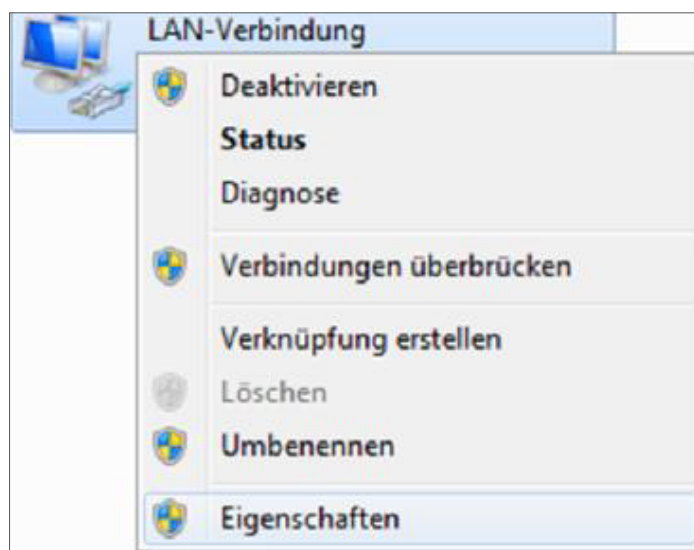 LAN-Verbindung
Deaktivieren
Status
Diagnose
Verbindungen überbrücken
Verknüpfung erstellen
Löschen
Umbenennen
Eigenschaften